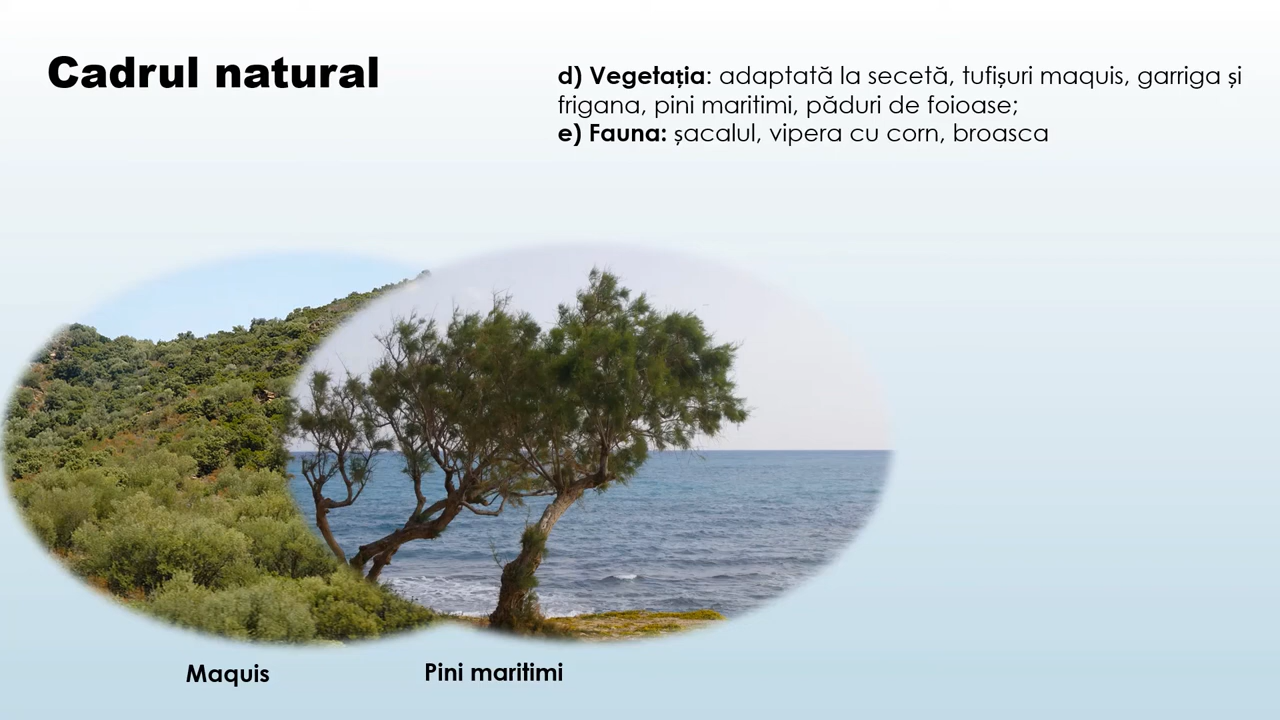 Cadrul natural
d) Vegetația: adaptată la secetă, tufișuri maquis, garriga și
frigana, pini maritimi, păduri de foioase;
e) Fauna: șacalul, vipera cu corn, broasca
Maquis
Pini maritimi